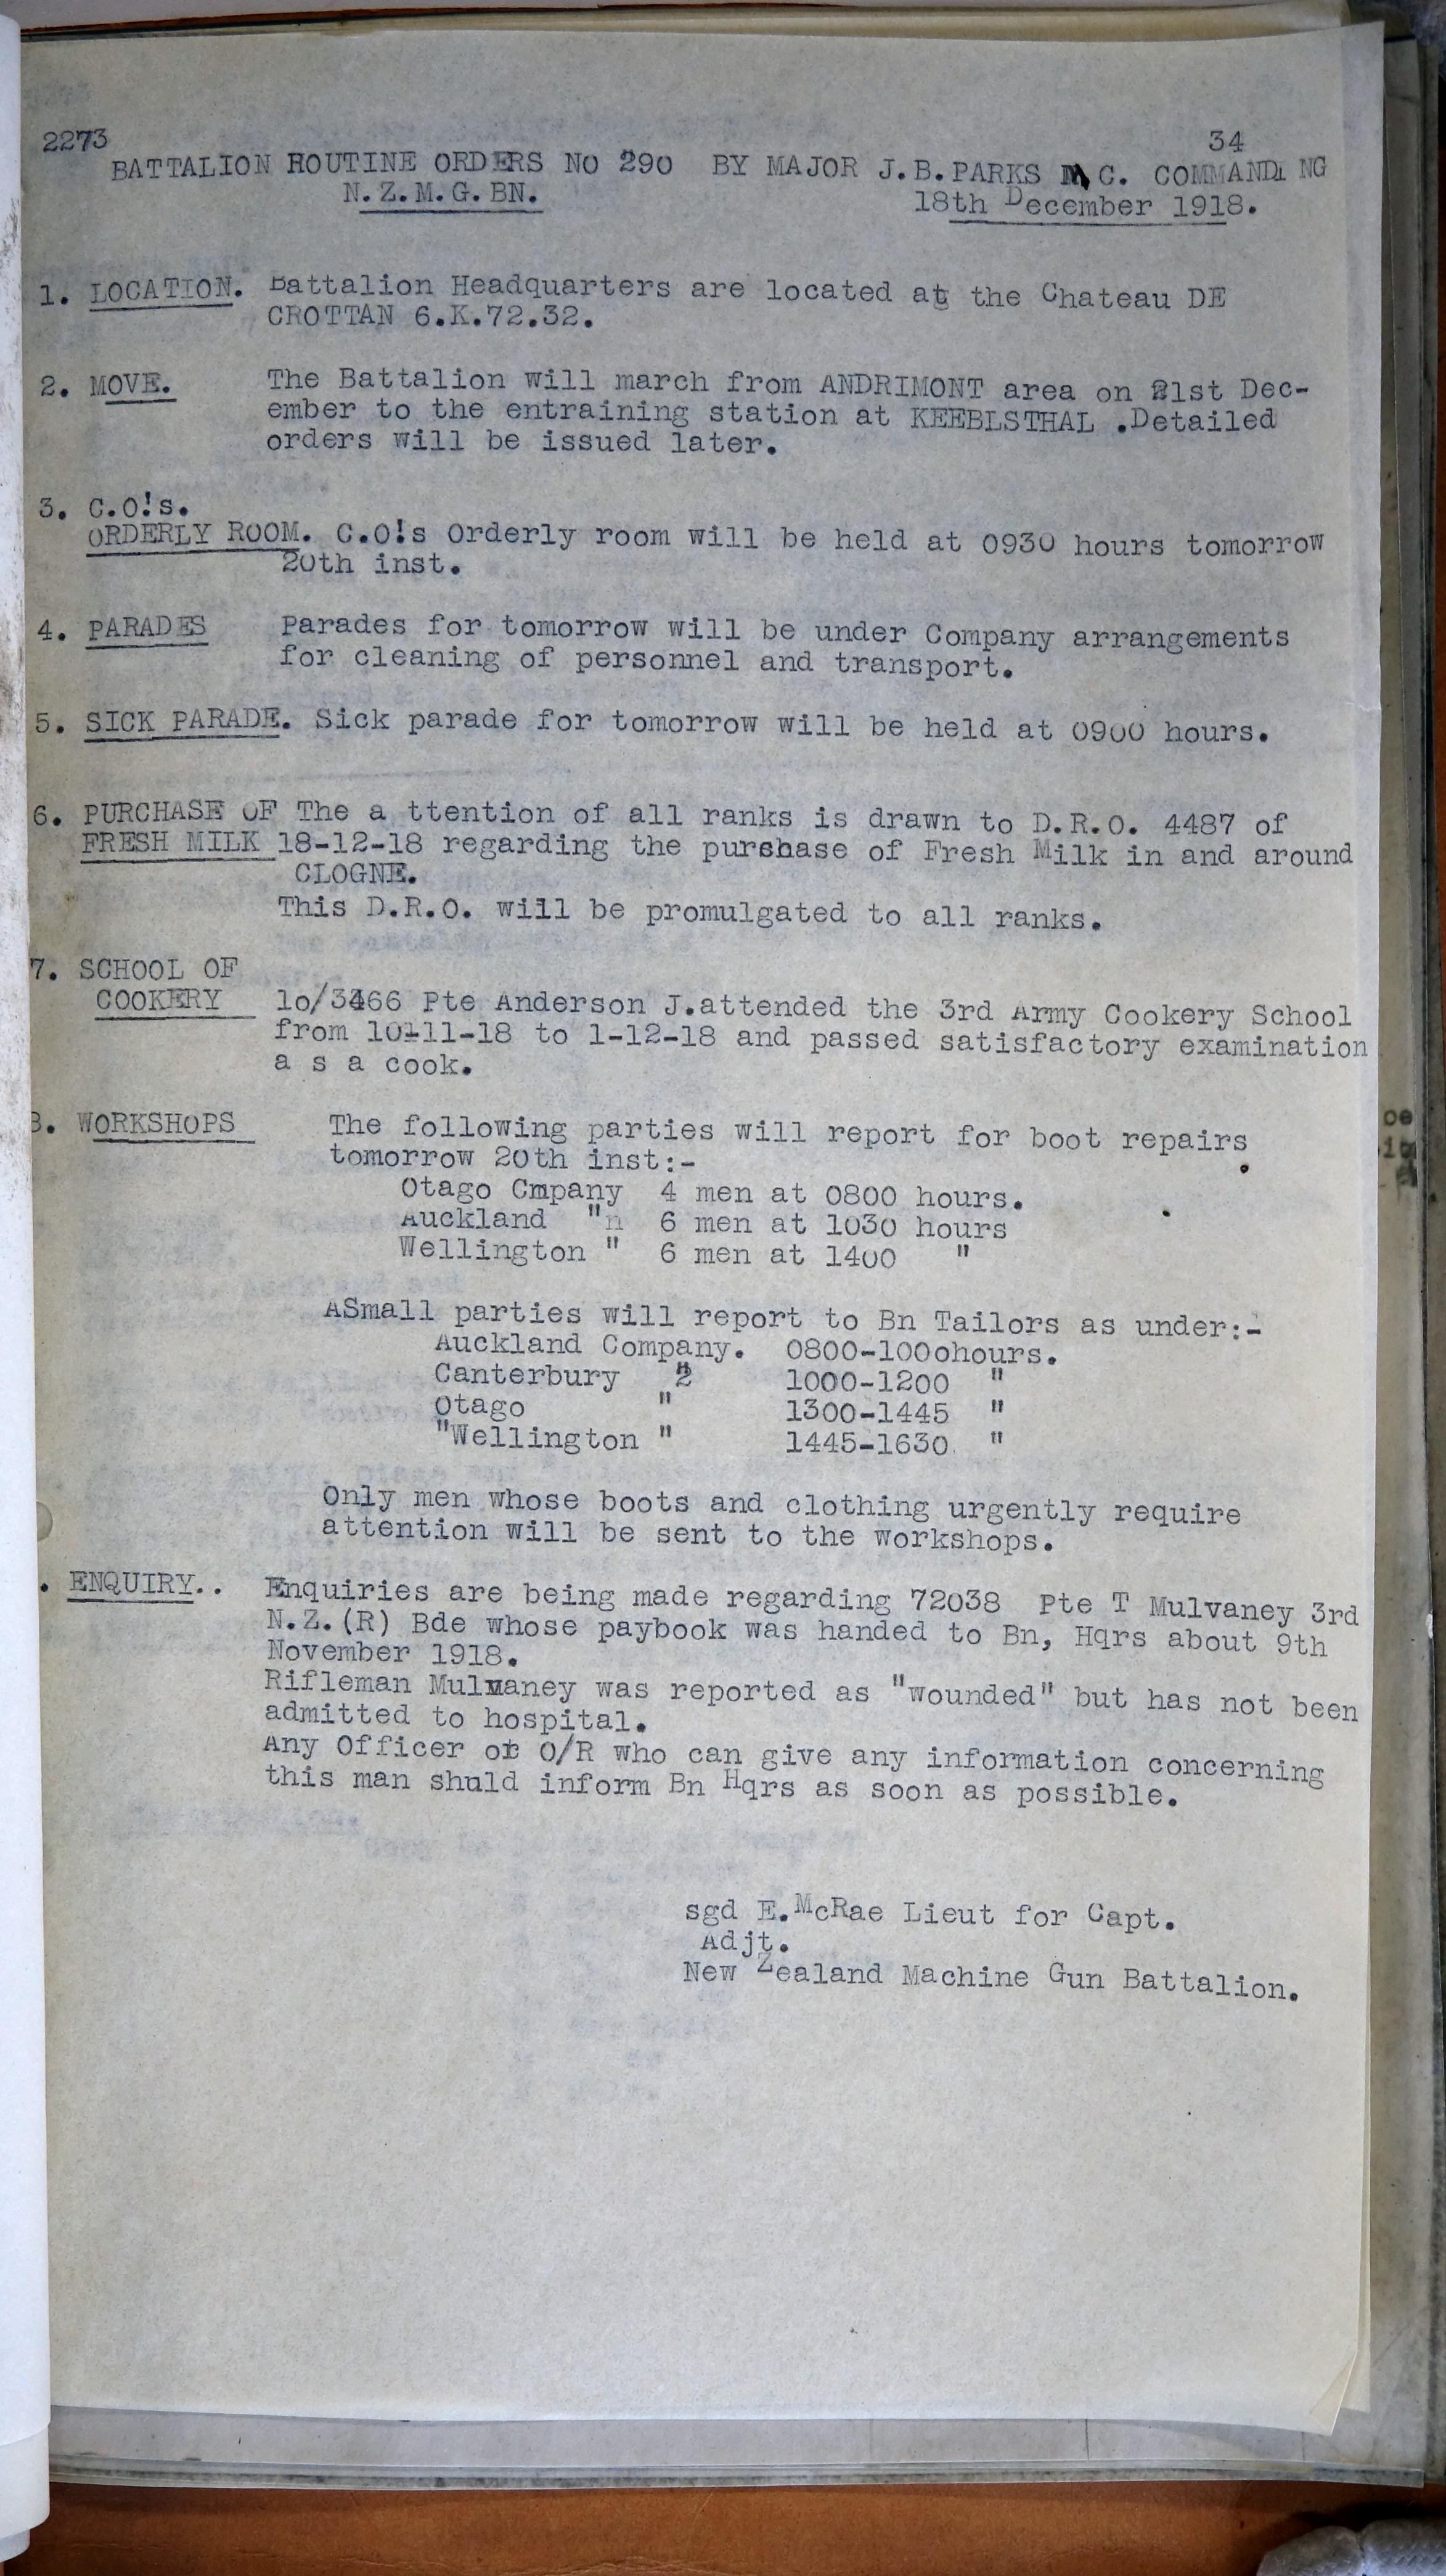 2273
34
BATTALION ROUTINE ORDERS NO 290 BY MAJOR J.B.PARKS M C. COMMANDING
N.Z.M.G.BN.
18th December 1918.
1. LOCATION. Battalion Headquarters are located at the Chateau DE
CROTTAN 6.K.72.32.
2. MOVE. The Battalion will march from ANDRIMONT area on 21st Dec-
ember to the entraining station at KEEBLSTHAL .Detailed
orders will be issued later.
3. C.O!s.
ORDERLY ROOM. C.O!s Orderly room will be held at 0930 hours tomorrow
20th inst.
4. PARADES Parades for tomorrow will be under Company arrangements
for cleaning of personnel and transport.
5. SICK PARADE. Sick parade for tomorrow will be held at 0900 hours.
6. PURCHASE OF The a ttention of all ranks is drawn to D.R.O. 4487 of
FRESH MILK 18-12-18 regarding the purchase of Fresh Milk in and around
CLOGNE.
This D.R.O. will be promulgated to all ranks.
7. SCHOOL OF
COOKERY 10/3466 Pte Anderson J.attended the 3rd Army Cookery School
from 10-11-18 to 1-12-18 and passed satisfactory examination
a s a cook.
8. WORKSHOPS The following parties will report for boot repairs
tomorrow 20th inst:-
Otago Cmpany 4 men at 0800 hours.
Auckland "n 6 men at 1030 hours
Wellington " 6 men at 1400 "
ASmall parties will report to Bn Tailors as under:-
Auckland Company. 0800-1000hours.
Canterbury " 1000-1200 "
Otago " 1300-1445 "
"Wellington " 1445-1630 "
Only men whose boots and clothing urgently require
attention will be sent to the workshops.
. ENQUIRY.. Enquiries are being made regarding 72038 Pte T Mulvaney 3rd
N.Z.(R) Bde whose paybook was handed to Bn, Hqrs about 9th
November 1918.
Rifleman Mulvaney was reported as "wounded" but has not been
admitted to hospital.
Any Officer or O/R who can give any information concerning
this man shuld inform Bn Hqrs as soon as possible.
sgd E.McRae Lieut for Capt.
Adjt.
New Zealand Machine Gun Battalion.